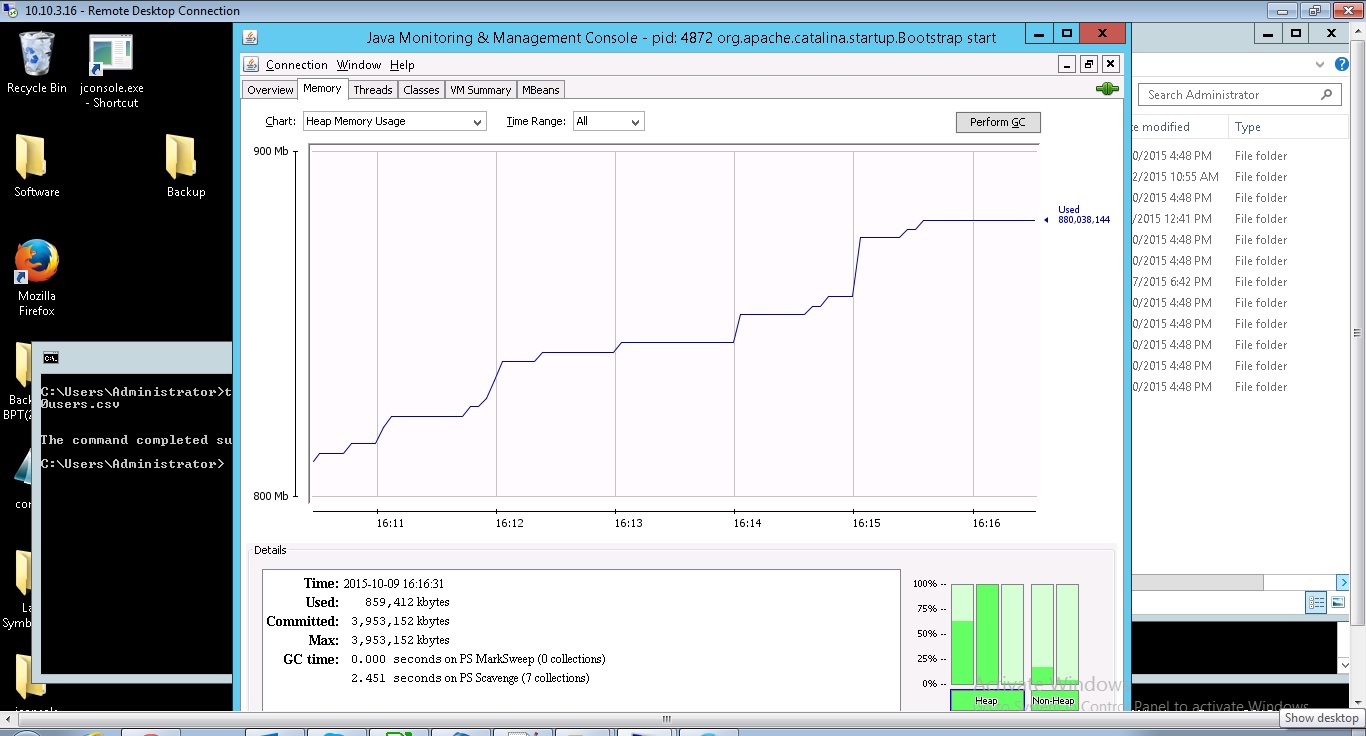 10.10.3.16 - Remote Desktop Connection
Recycle Bin
jconsole.exe
- Shortcut
Software
Backup
Mozilla
Firefox
Java Monitoring & Management Console - pid: 4872 org.apache.catalina.startup.Bootstrap start
Connection Window Help
Overview Memory Threads Classes VM Summary MBeans
Chart: Heap Memory Usage Time Range: All Perform GC
900 Mb
Used
880,038,144
800 Mb
16:11 16:12 16:13 16:14 16:15 16:16
Details
Time: 2015-10-09 16:16:31
Used: 859,412 kbytes
Committed: 3,953,152 kbytes
Max: 3,953,152 kbytes
GC time: 0.000 seconds on PS MarkSweep (0 collections)
2.451 seconds on PS Scavenge (7 collections)
100% --
75% --
50% --
25% --
0% --
Heap Non-Heap
C:\Users\Administrator>t
0users.csv
The command completed su
C:\Users\Administrator>
BPT(2
Search Administrator
modified Type
0/2015 4:48 PM File folder
2/2015 10:55 AM File folder
0/2015 4:48 PM File folder
/2015 12:41 PM File folder
0/2015 4:48 PM File folder
0/2015 4:48 PM File folder
7/2015 6:42 PM File folder
0/2015 4:48 PM File folder
0/2015 4:48 PM File folder
0/2015 4:48 PM File folder
0/2015 4:48 PM File folder
0/2015 4:48 PM File folder
Activate Window
Panel to activate Windows.
Show desktop